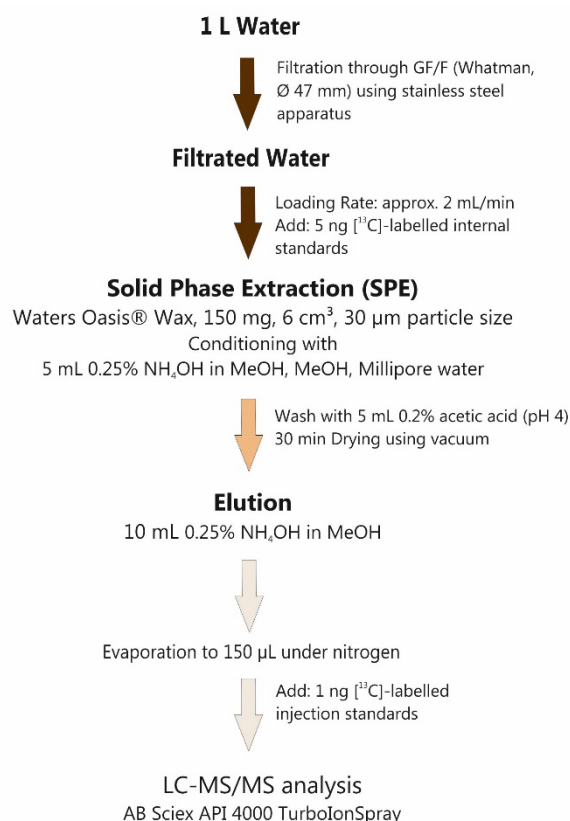 1 L Water
Filtration through GF/F (Whatman,
Ø 47 mm) using stainless steel
apparatus
Filtrated Water
Loading Rate: approx. 2 mL/min
Add: 5 ng [¹³C]-labelled internal
standards
Solid Phase Extraction (SPE)
Waters Oasis® Wax, 150 mg, 6 cm³, 30 µm particle size
Conditioning with
5 mL 0.25% NH₄OH in MeOH, MeOH, Millipore water
Wash with 5 mL 0.2% acetic acid (pH 4)
30 min Drying using vacuum
Elution
10 mL 0.25% NH₄OH in MeOH
Evaporation to 150 µL under nitrogen
Add: 1 ng [¹³C]-labelled
injection standards
LC-MS/MS analysis
AB Sciex API 4000 TurboIonSpray